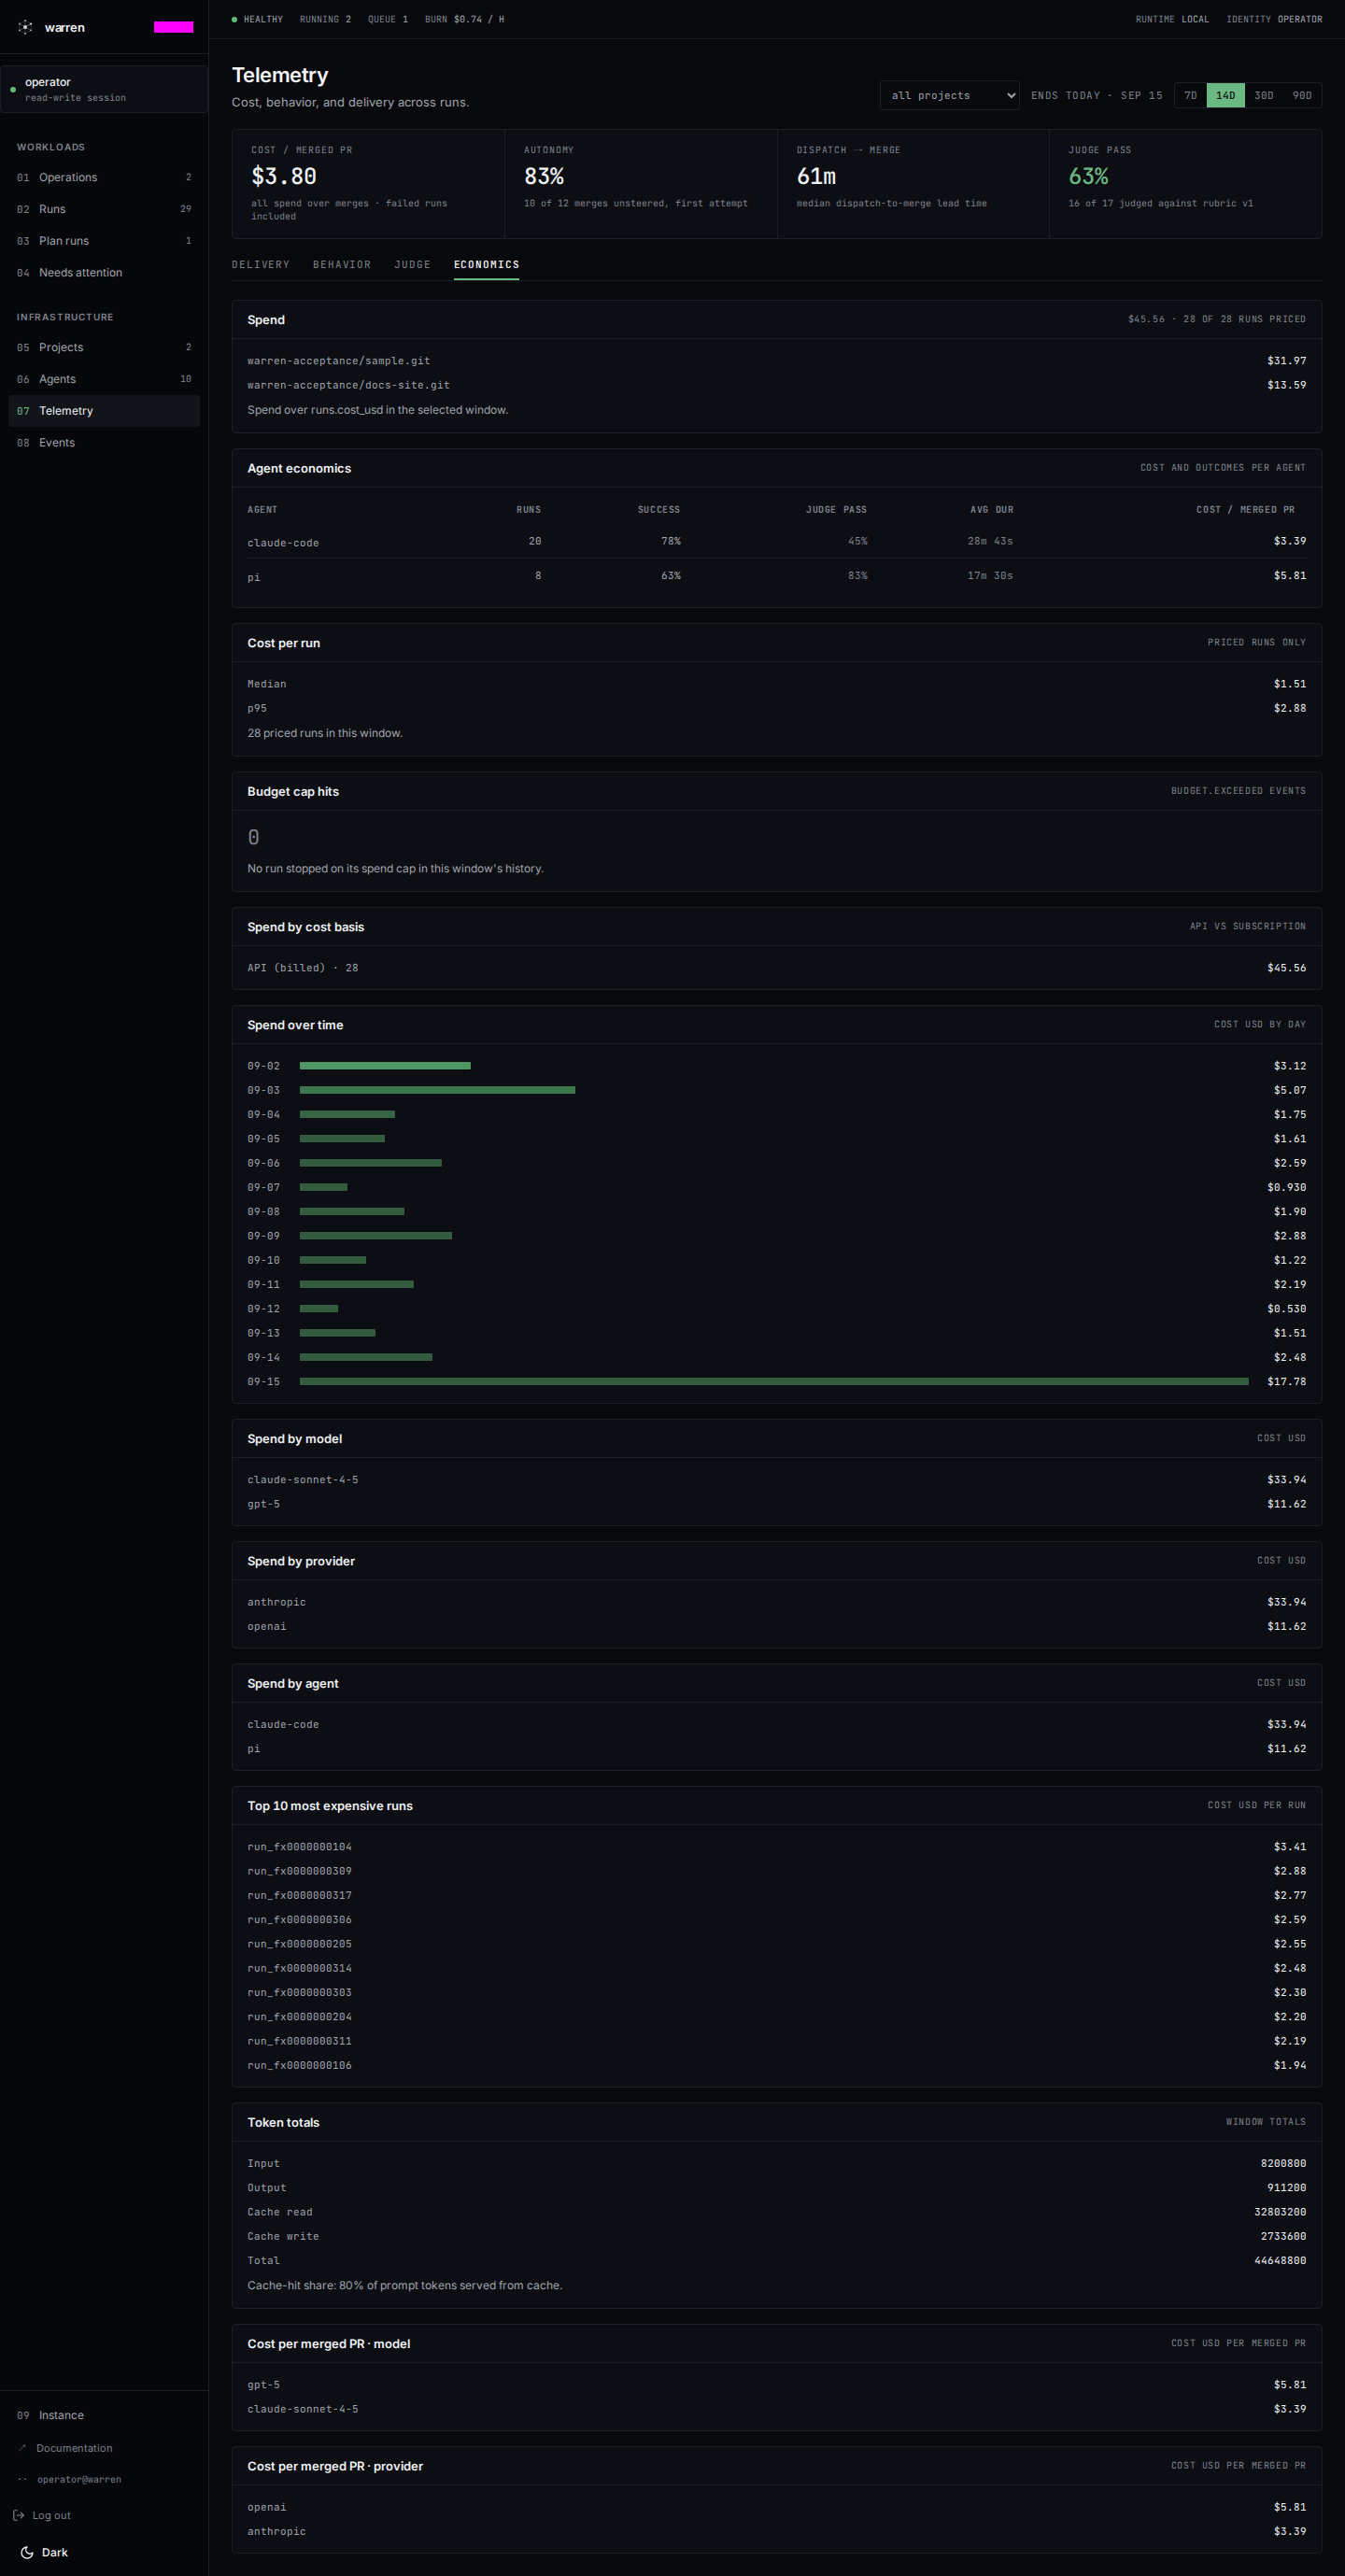 warren
operator
read-write session
WORKLOADS
01 Operations 2
02 Runs 29
03 Plan runs 1
04 Needs attention
INFRASTRUCTURE
05 Projects 2
06 Agents 10
07 Telemetry
08 Events
09 Instance
↗ Documentation
·· operator@warren
Log out
Dark
HEALTHY RUNNING 2 QUEUE 1 BURN $0.74 / H
RUNTIME LOCAL IDENTITY OPERATOR
Telemetry
Cost, behavior, and delivery across runs.
all projects ENDS TODAY · SEP 15 7D 14D 30D 90D
COST / MERGED PR
$3.80
all spend over merges · failed runs
included
AUTONOMY
83%
10 of 12 merges unsteered, first attempt
DISPATCH → MERGE
61m
median dispatch-to-merge lead time
JUDGE PASS
63%
16 of 17 judged against rubric v1
DELIVERY BEHAVIOR JUDGE ECONOMICS
Spend $45.56 · 28 OF 28 RUNS PRICED
warren-acceptance/sample.git $31.97
warren-acceptance/docs-site.git $13.59
Spend over runs.cost_usd in the selected window.
Agent economics COST AND OUTCOMES PER AGENT
AGENT RUNS SUCCESS JUDGE PASS AVG DUR COST / MERGED PR
claude-code 20 78% 45% 28m 43s $3.39
pi 8 63% 83% 17m 30s $5.81
Cost per run PRICED RUNS ONLY
Median $1.51
p95 $2.88
28 priced runs in this window.
Budget cap hits BUDGET.EXCEEDED EVENTS
0
No run stopped on its spend cap in this window's history.
Spend by cost basis API VS SUBSCRIPTION
API (billed) · 28 $45.56
Spend over time COST USD BY DAY
09-02 $3.12
09-03 $5.07
09-04 $1.75
09-05 $1.61
09-06 $2.59
09-07 $0.930
09-08 $1.90
09-09 $2.88
09-10 $1.22
09-11 $2.19
09-12 $0.530
09-13 $1.51
09-14 $2.48
09-15 $17.78
Spend by model COST USD
claude-sonnet-4-5 $33.94
gpt-5 $11.62
Spend by provider COST USD
anthropic $33.94
openai $11.62
Spend by agent COST USD
claude-code $33.94
pi $11.62
Top 10 most expensive runs COST USD PER RUN
run_fx0000000104 $3.41
run_fx0000000309 $2.88
run_fx0000000317 $2.77
run_fx0000000306 $2.59
run_fx0000000205 $2.55
run_fx0000000314 $2.48
run_fx0000000303 $2.30
run_fx0000000204 $2.20
run_fx0000000311 $2.19
run_fx0000000106 $1.94
Token totals WINDOW TOTALS
Input 8200800
Output 911200
Cache read 32803200
Cache write 2733600
Total 44648800
Cache-hit share: 80% of prompt tokens served from cache.
Cost per merged PR · model COST USD PER MERGED PR
gpt-5 $5.81
claude-sonnet-4-5 $3.39
Cost per merged PR · provider COST USD PER MERGED PR
openai $5.81
anthropic $3.39